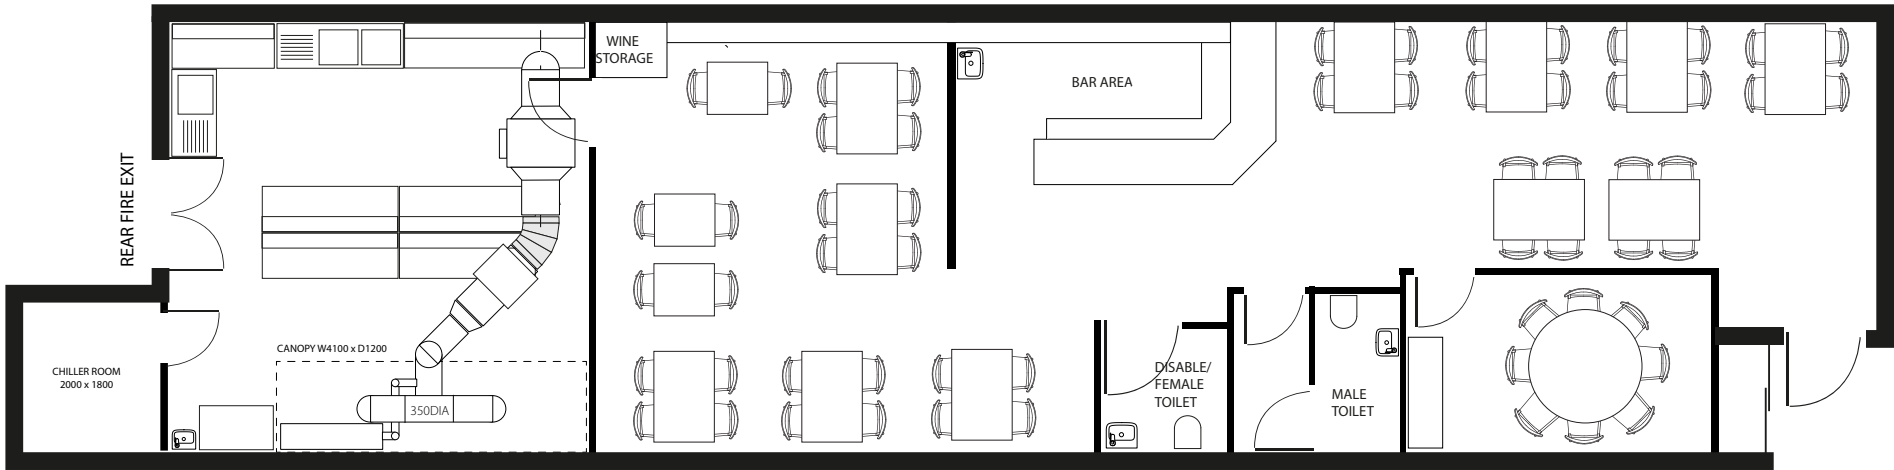 WINE
STORAGE
BAR AREA
REAR FIRE EXIT
CANOPY W4100 x D1200
CHILLER ROOM
2000 x 1800
350DIA
DISABLE/
FEMALE
TOILET
MALE
TOILET